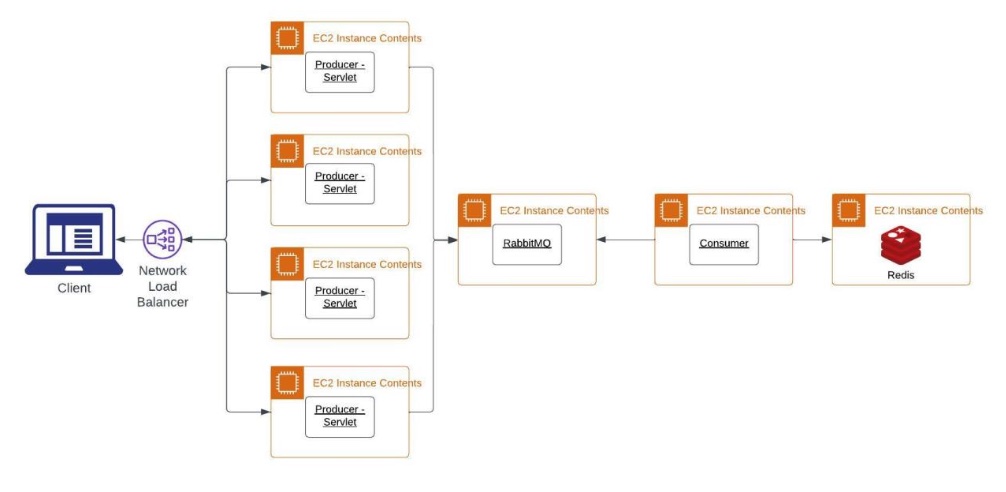 EC2 Instance Contents
Producer -
Servlet
EC2 Instance Contents
Producer -
Servlet
EC2 Instance Contents
Producer -
Servlet
EC2 Instance Contents
Producer -
Servlet
Client
Network
Load
Balancer
EC2 Instance Contents
RabbitMQ
EC2 Instance Contents
Consumer
EC2 Instance Contents
Redis